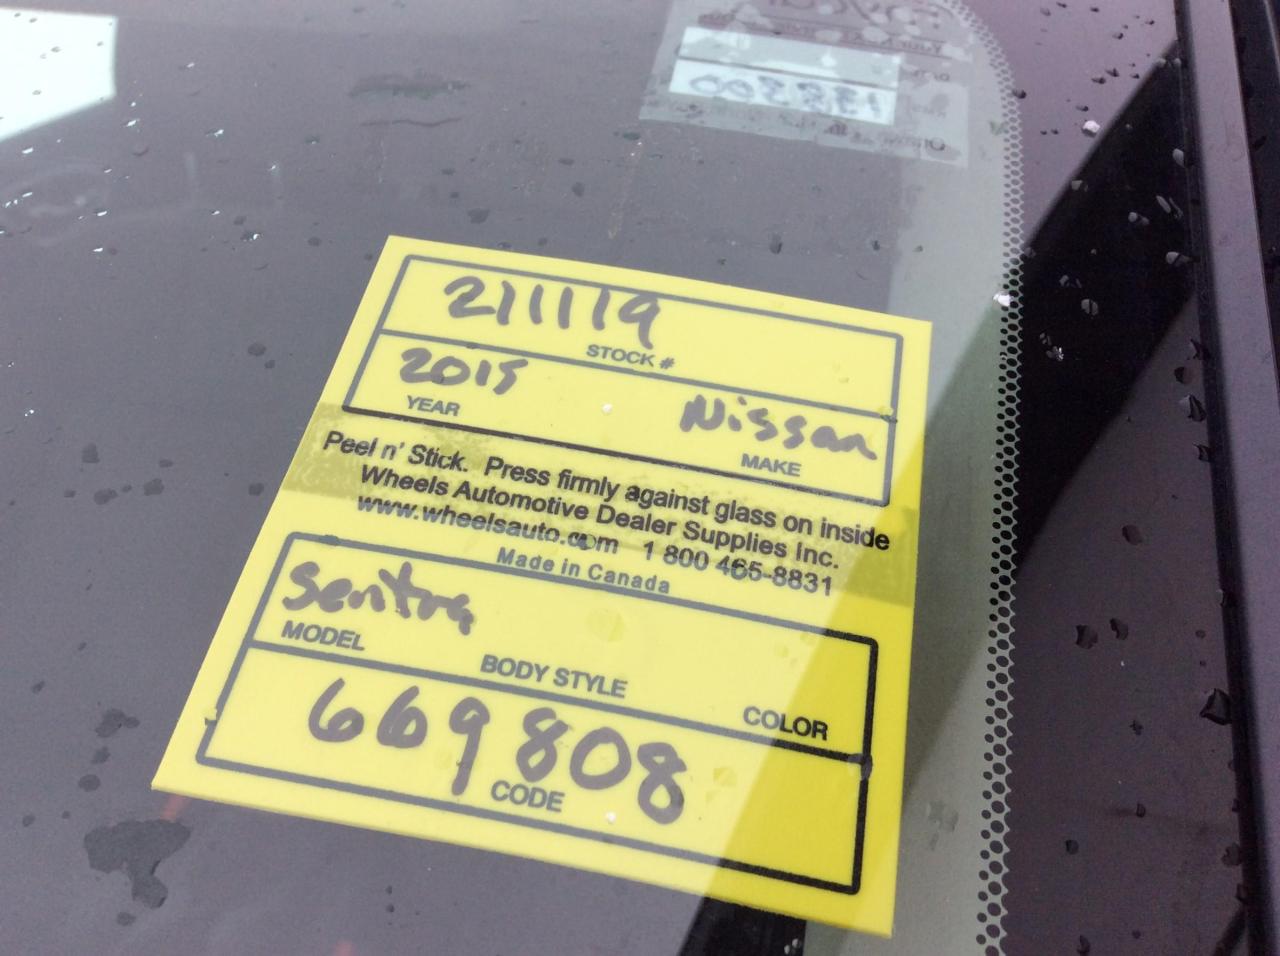 211119
STOCK #
2015 Nissan
YEAR MAKE
Peel n' Stick. Press firmly against glass on inside
Wheels Automotive Dealer Supplies Inc.
www.wheelsauto.com 1 800 465-8831
Made in Canada
Sentra
MODEL BODY STYLE COLOR
669808
CODE